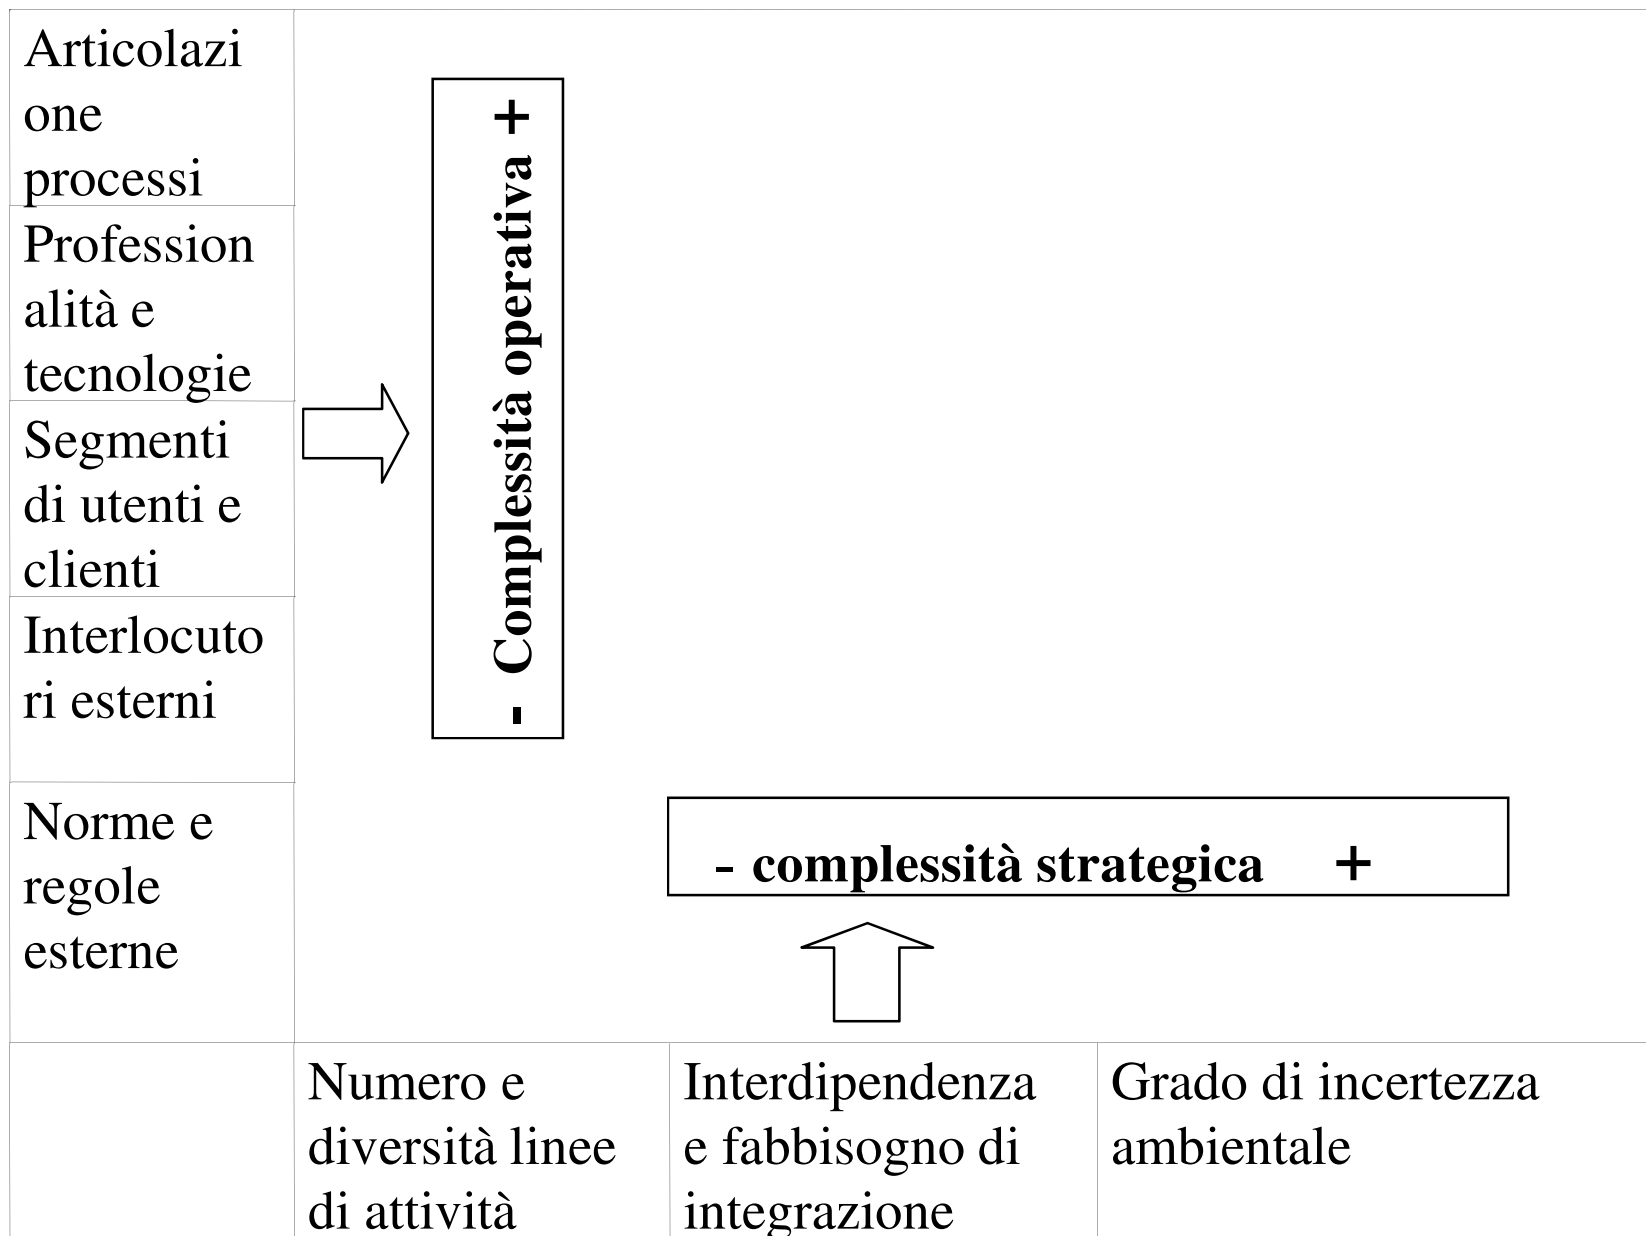 Articolazi
one
processi
Profession
alità e
tecnologie
Segmenti
di utenti e
clienti
Interlocuto
ri esterni
Norme e
regole
esterne
- Complessità operativa +
- complessità strategica +
Numero e
diversità linee
di attività
Interdipendenza
e fabbisogno di
integrazione
Grado di incertezza
ambientale